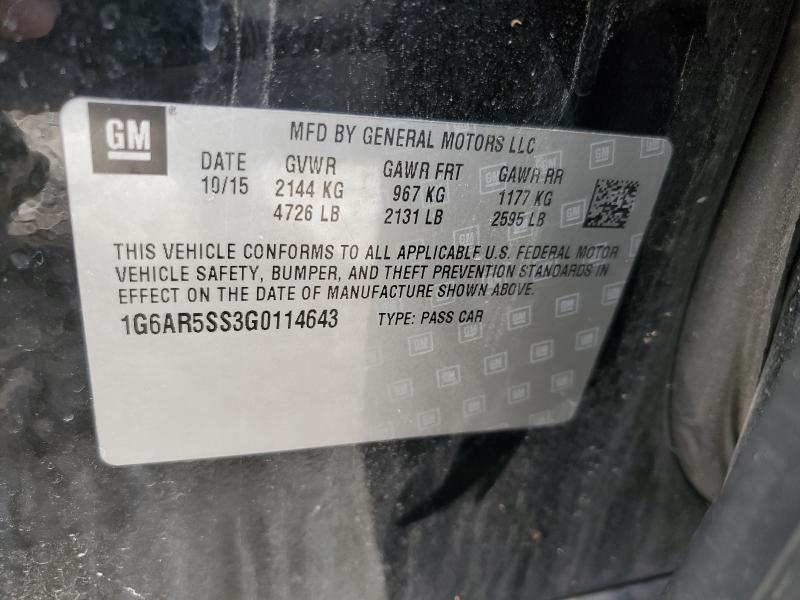 GM®
MFD BY GENERAL MOTORS LLC
DATE GVWR GAWR FRT GAWR RR
10/15 2144 KG 967 KG 1177 KG
4726 LB 2131 LB 2595 LB
THIS VEHICLE CONFORMS TO ALL APPLICABLE U.S. FEDERAL MOTOR
VEHICLE SAFETY, BUMPER, AND THEFT PREVENTION STANDARDS IN
EFFECT ON THE DATE OF MANUFACTURE SHOWN ABOVE.
1G6AR5SS3G0114643 TYPE: PASS CAR